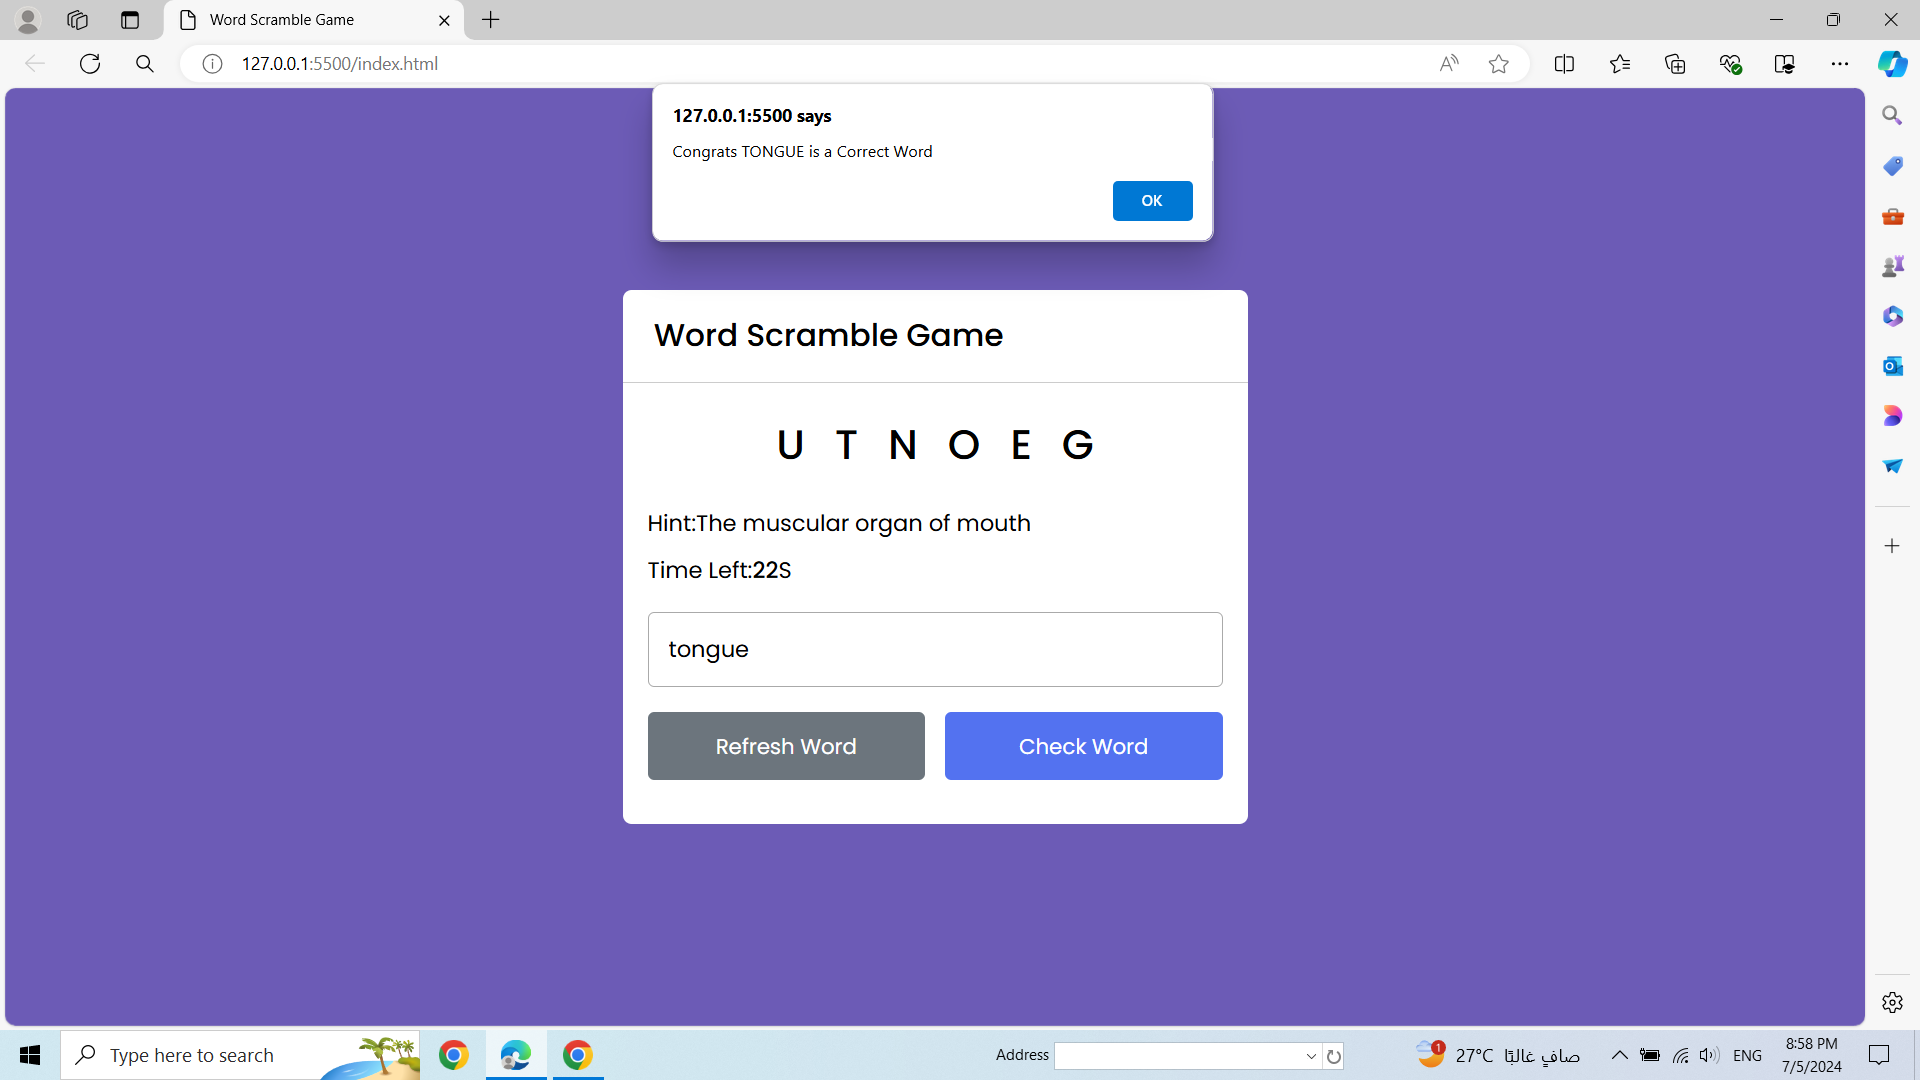 Word Scramble Game
127.0.0.1:5500/index.html
127.0.0.1:5500 says
Congrats TONGUE is a Correct Word
OK
Word Scramble Game
U T N O E G
Hint:The muscular organ of mouth
Time Left:22S
tongue
Refresh Word
Check Word
Type here to search
Address
1
27°C صافٍ غالبًا
ENG
8:58 PM
7/5/2024